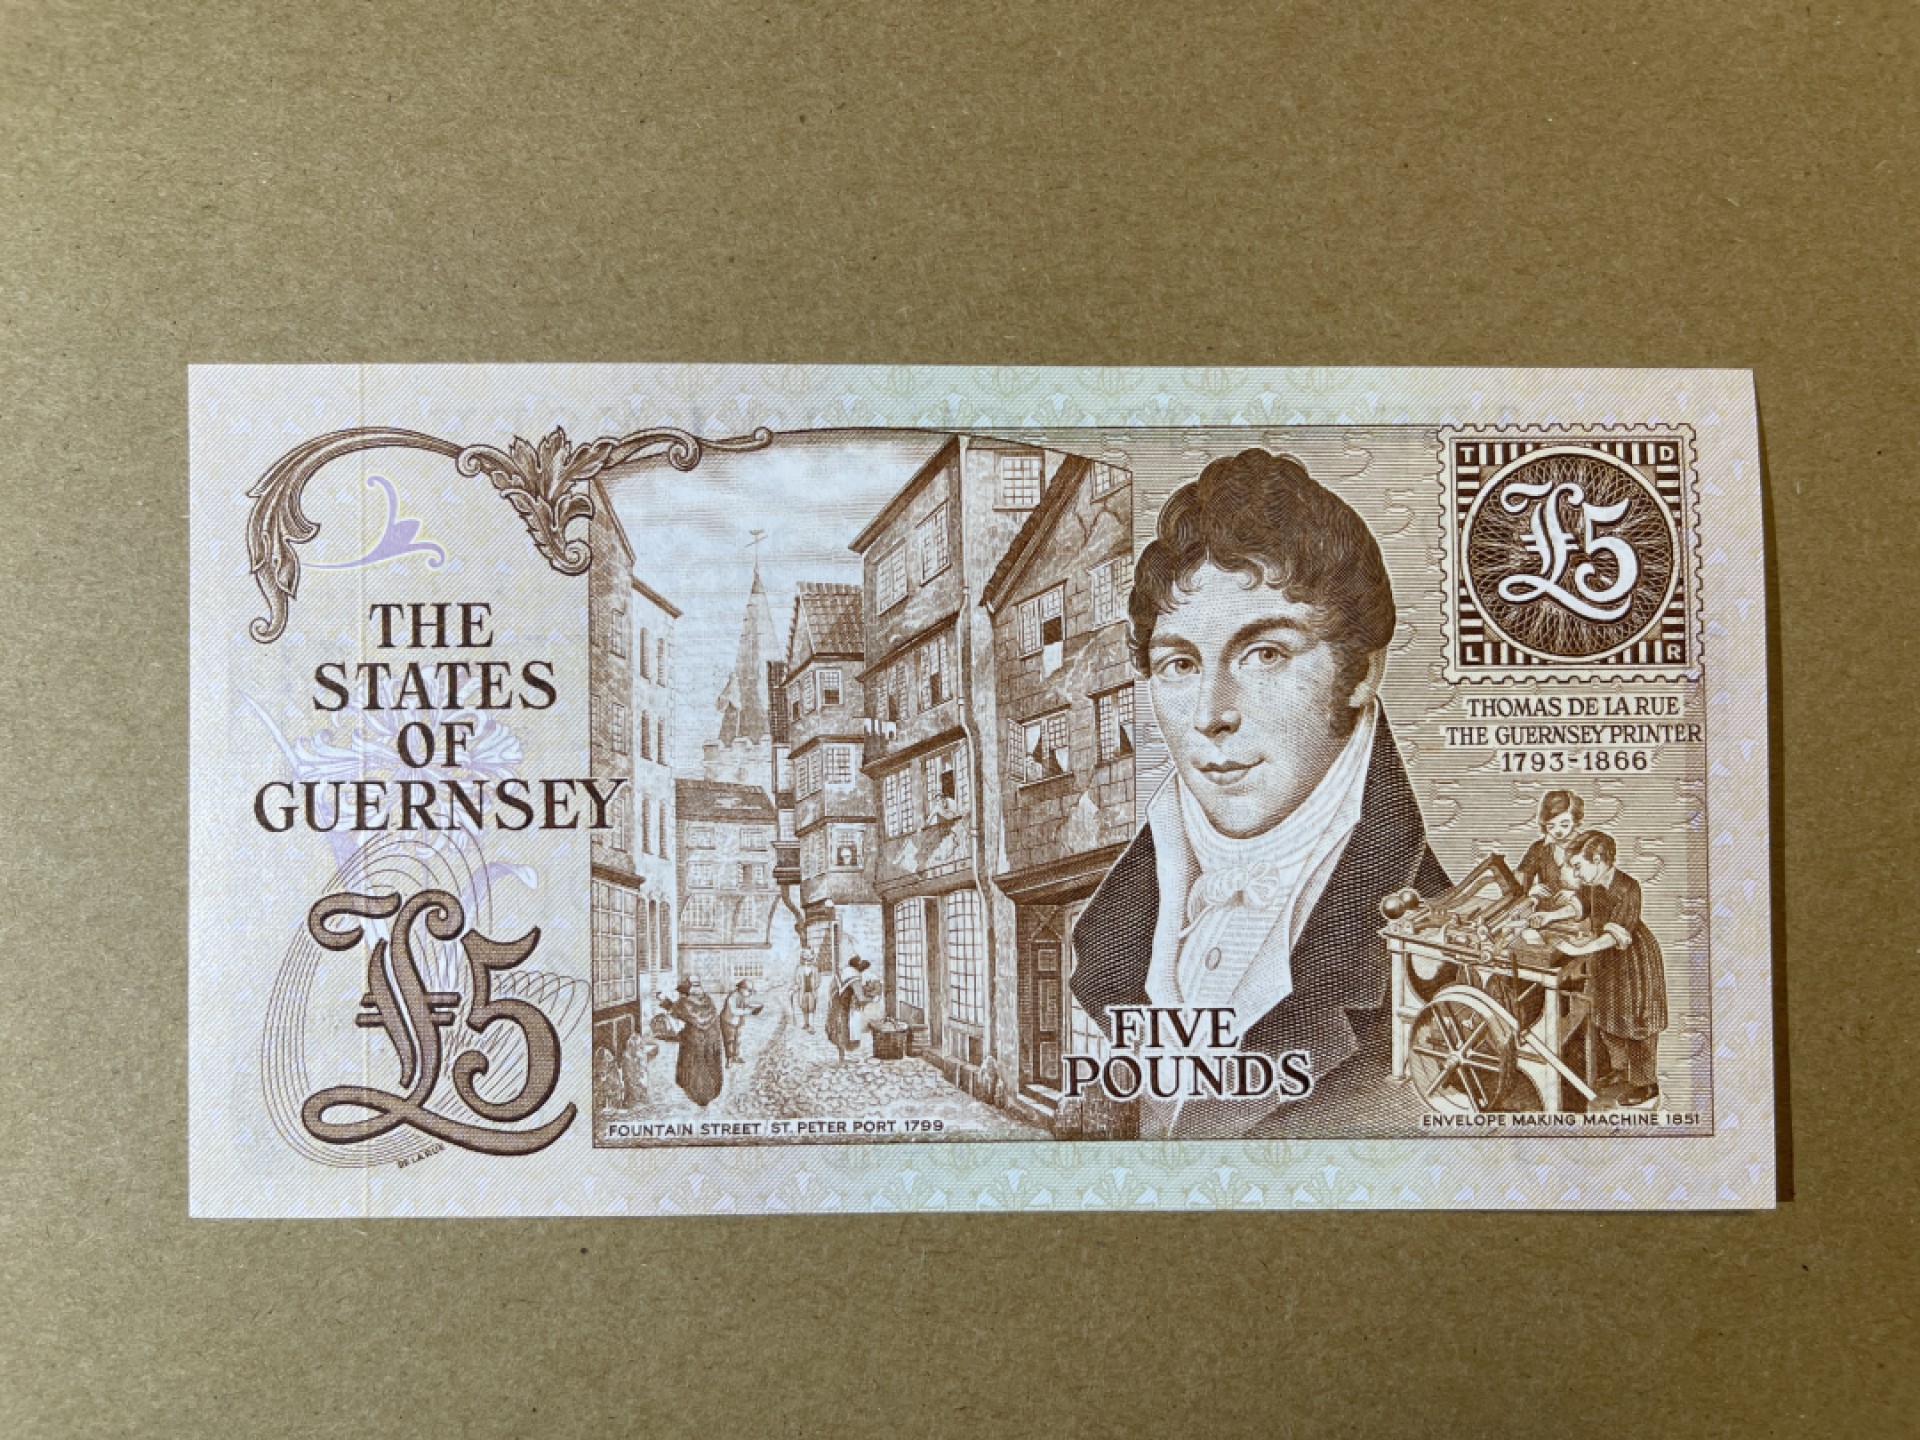 THE
STATES
OF
GUERNSEY
£5
DE LA RUE
FOUNTAIN STREET / ST. PETER PORT 1799
FIVE
POUNDS
T D
£5
L R
THOMAS DE LA RUE
THE GUERNSEY PRINTER
1793-1866
ENVELOPE MAKING MACHINE 1851